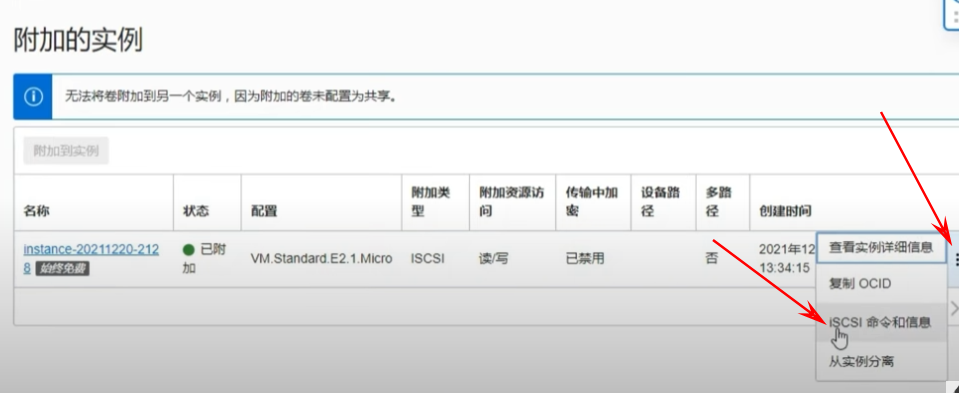 附加的实例
无法将卷附加到另一个实例，因为附加的卷未配置为共享。
附加到实例
名称
状态
配置
附加类
型
附加资源访
问
传输中加
密
设备路
径
多路
径
创建时间
instance-20211220-212
8 始终免费
已附
加
VM.Standard.E2.1.Micro
ISCSI
读/写
已禁用
否
2021年12
13:34:15
查看实例详细信息
复制 OCID
iSCSI 命令和信息
从实例分离